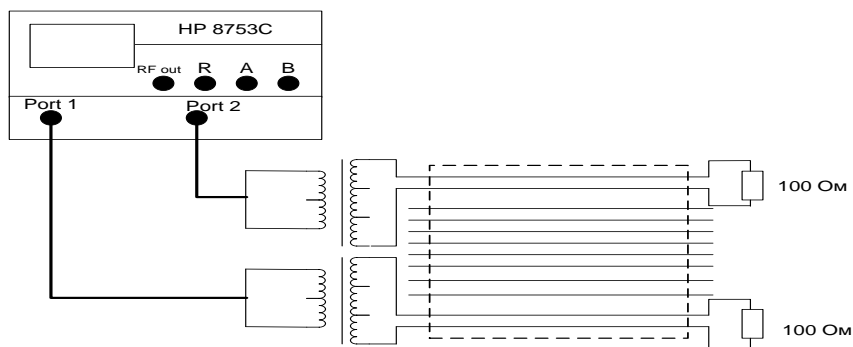 HP 8753C
RF out R A B
Port 1 Port 2
100 Ом
100 Ом